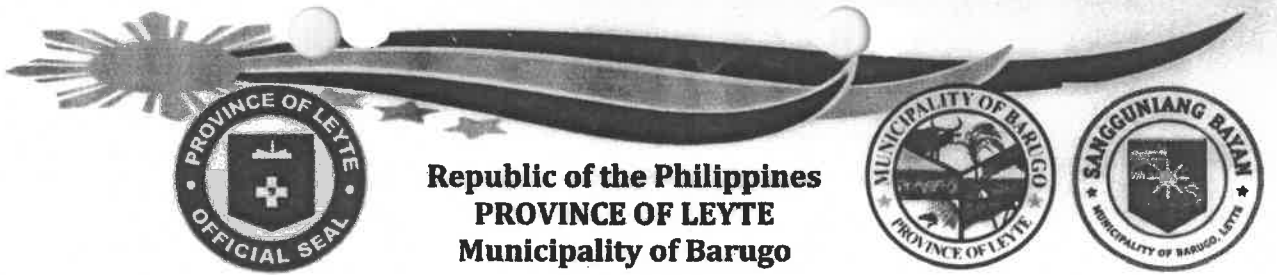 PROVINCE OF LEYTE
OFFICIAL SEAL
Republic of the Philippines
PROVINCE OF LEYTE
Municipality of Barugo
MUNICIPALITY OF BARUGO
PROVINCE OF LEYTE
SANGGUNIANG BAYAN
MUNICIPALITY OF BARUGO, LEYTE